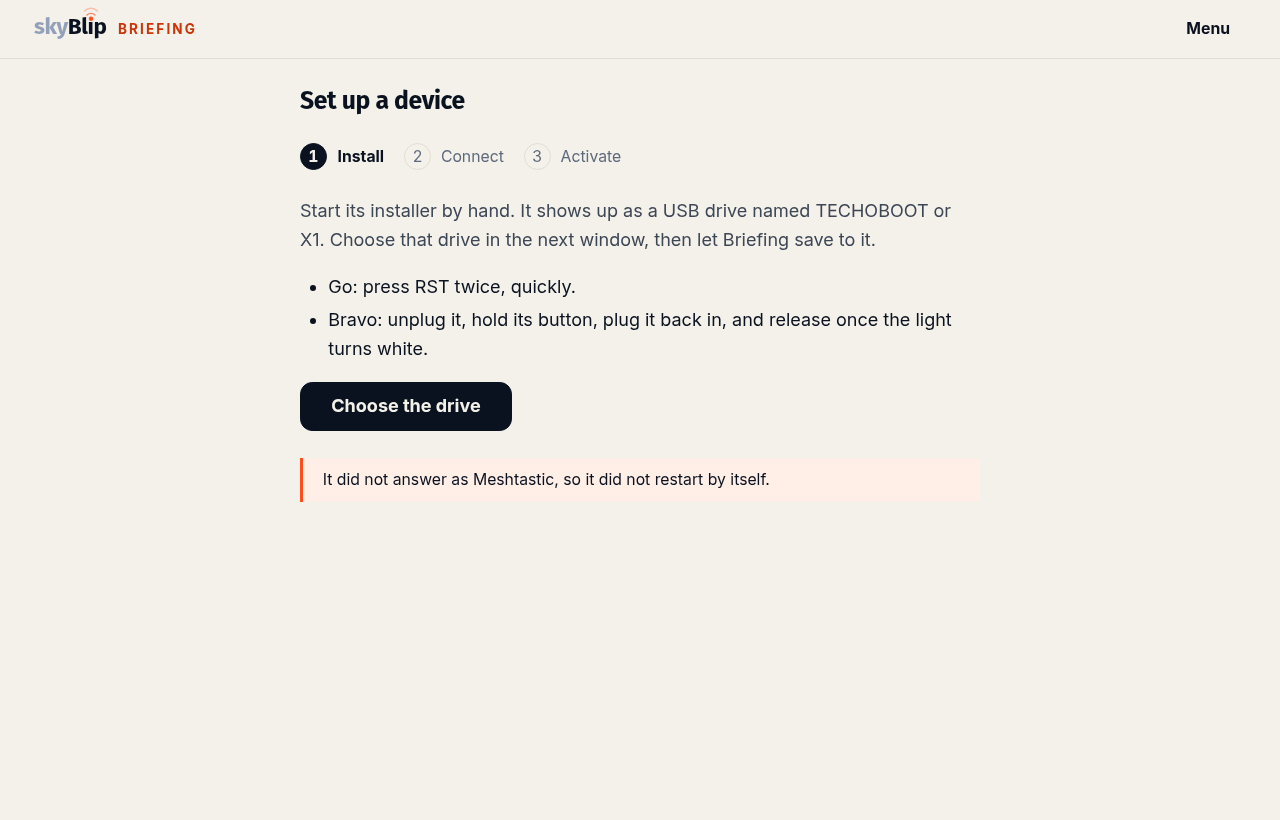 skyBlip BRIEFING
Menu
Set up a device
1 Install 2 Connect 3 Activate
Start its installer by hand. It shows up as a USB drive named TECHOBOOT or
X1. Choose that drive in the next window, then let Briefing save to it.
• Go: press RST twice, quickly.
• Bravo: unplug it, hold its button, plug it back in, and release once the light
turns white.
Choose the drive
It did not answer as Meshtastic, so it did not restart by itself.